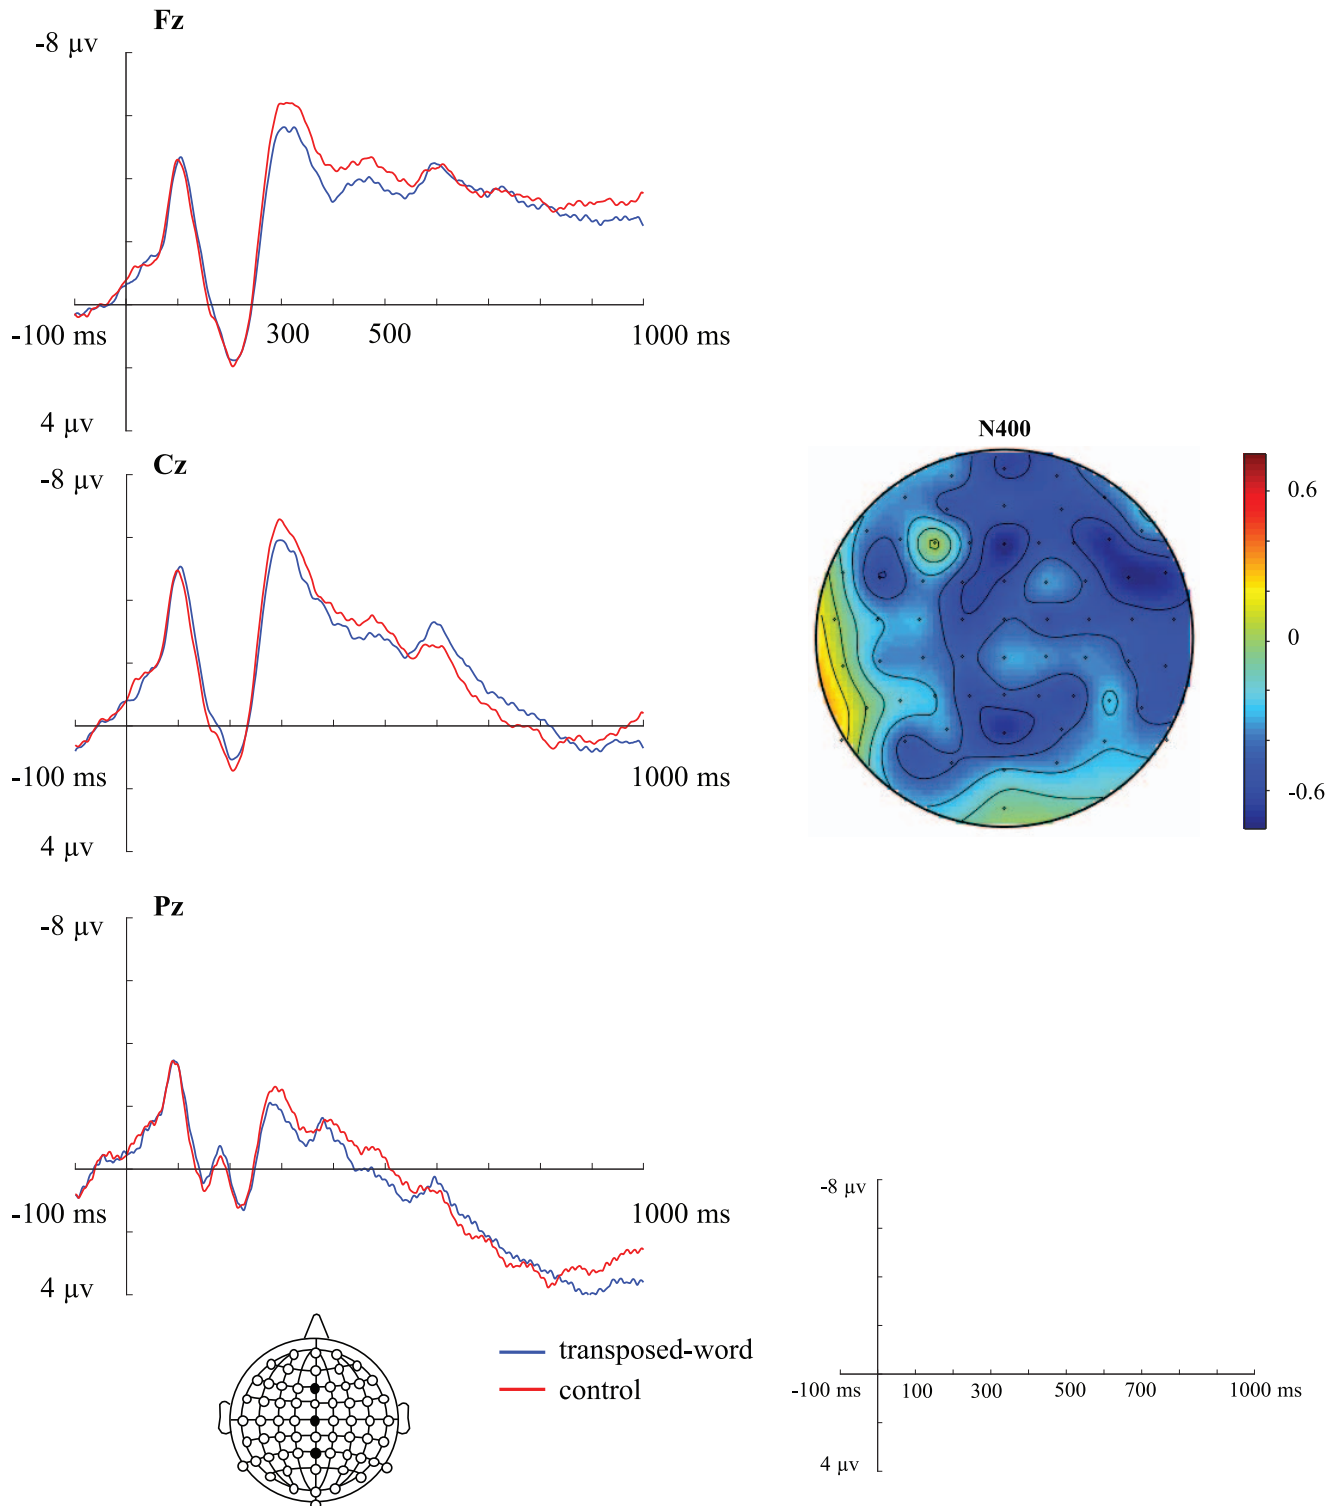 Fz
-8 μv
-100 ms 300 500 1000 ms
4 μv
Cz
-8 μv
-100 ms 1000 ms
4 μv
Pz
-8 μv
-100 ms 1000 ms
4 μv
transposed-word
control
N400
0.6
0
-0.6
-8 μv
-100 ms 100 300 500 700 1000 ms
4 μv